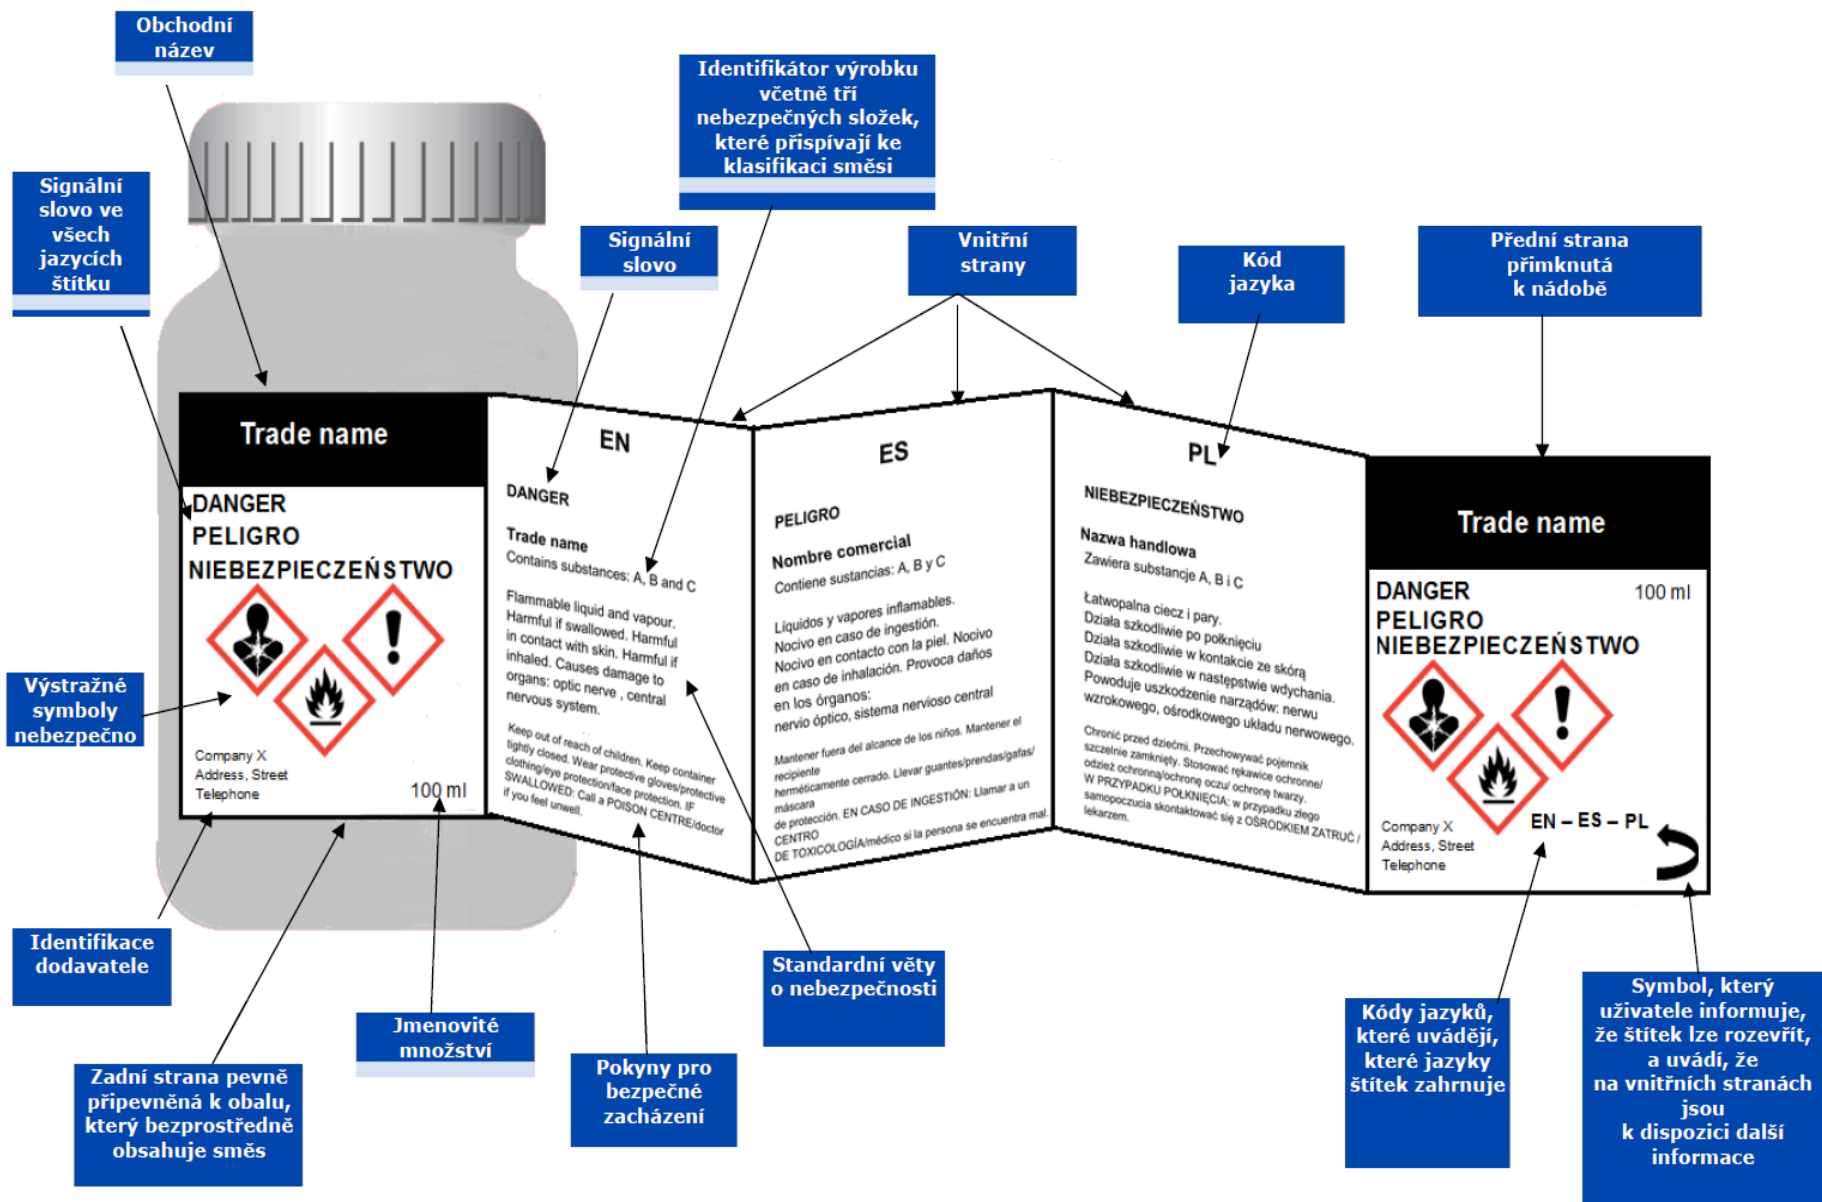 Obchodní
název
Identifikátor výrobku
včetně tří
nebezpečných složek,
které přispívají ke
klasifikaci směsi
Signální
slovo ve
všech
jazycích
štítku
Signální
slovo
Vnitřní
strany
Kód
jazyka
Přední strana
přimknutá
k nádobě
Trade name
DANGER
PELIGRO
NIEBEZPIECZEŃSTWO
Company X
Address, Street
Telephone
100 ml
EN
DANGER
Trade name
Contains substances: A, B and C
Flammable liquid and vapour.
Harmful if swallowed. Harmful
in contact with skin. Harmful if
inhaled. Causes damage to
organs: optic nerve , central
nervous system.
Keep out of reach of children. Keep container
tightly closed. Wear protective gloves/protective
clothing/eye protection/face protection. IF
SWALLOWED: Call a POISON CENTRE/doctor
if you feel unwell.
ES
PELIGRO
Nombre comercial
Contiene sustancias: A, B y C
Líquidos y vapores inflamables.
Nocivo en caso de ingestión.
Nocivo en contacto con la piel. Nocivo
en caso de inhalación. Provoca daños
en los órganos:
nervio óptico, sistema nervioso central
Mantener fuera del alcance de los niños. Mantener el
recipiente
herméticamente cerrado. Llevar guantes/prendas/gafas/
máscara
de protección. EN CASO DE INGESTIÓN: Llamar a un
CENTRO
DE TOXICOLOGÍA/médico si la persona se encuentra mal.
PL
NIEBEZPIECZEŃSTWO
Nazwa handlowa
Zawiera substancje A, B i C
Łatwopalna ciecz i pary.
Działa szkodliwie po połknięciu
Działa szkodliwie w kontakcie ze skórą
Działa szkodliwie w następstwie wdychania.
Powoduje uszkodzenie narządów: nerwu
wzrokowego, ośrodkowego układu nerwowego.
Chronić przed dziećmi. Przechowywać pojemnik
szczelnie zamknięty. Stosować rękawice ochronne/
odzież ochronną/ochronę oczu/ ochronę twarzy.
W PRZYPADKU POŁKNIĘCIA: w przypadku złego
samopoczucia skontaktować się z OŚRODKIEM ZATRUĆ /
lekarzem.
Trade name
DANGER
100 ml
PELIGRO
NIEBEZPIECZEŃSTWO
EN – ES – PL
Company X
Address, Street
Telephone
Výstražné
symboly
nebezpečno
Identifikace
dodavatele
Zadní strana pevně
připevněná k obalu,
který bezprostředně
obsahuje směs
Jmenovité
množství
Pokyny pro
bezpečné
zacházení
Standardní věty
o nebezpečnosti
Kódy jazyků,
které uvádějí,
které jazyky
štítek zahrnuje
Symbol, který
uživatele informuje,
že štítek lze rozevřít,
a uvádí, že
na vnitřních stranách
jsou
k dispozici další
informace